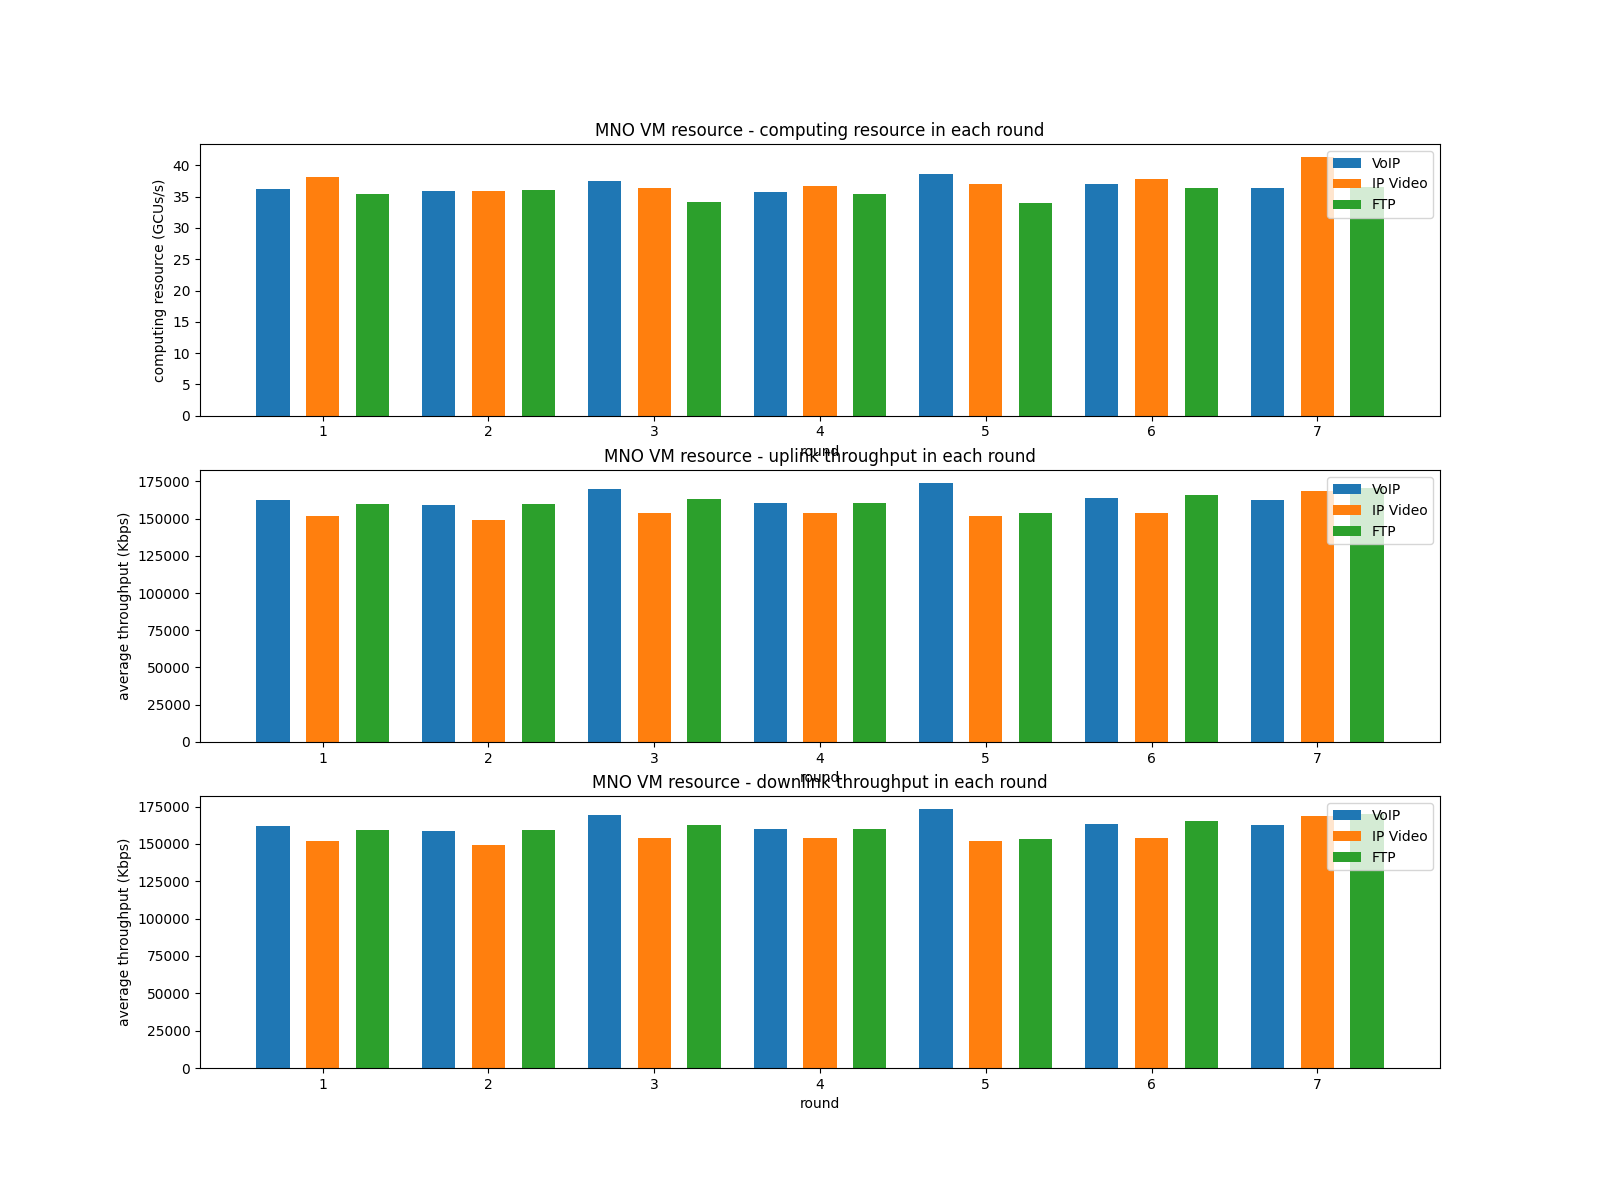 MNO VM resource - computing resource in each round
computing resource (GCUs/s)
40
35
30
25
20
15
10
5
0
VoIP
IP Video
FTP
1 2 3 4 5 6 7
round
MNO VM resource - uplink throughput in each round
average throughput (Kbps)
175000
150000
125000
100000
75000
50000
25000
0
VoIP
IP Video
FTP
1 2 3 4 5 6 7
round
MNO VM resource - downlink throughput in each round
average throughput (Kbps)
175000
150000
125000
100000
75000
50000
25000
0
VoIP
IP Video
FTP
1 2 3 4 5 6 7
round